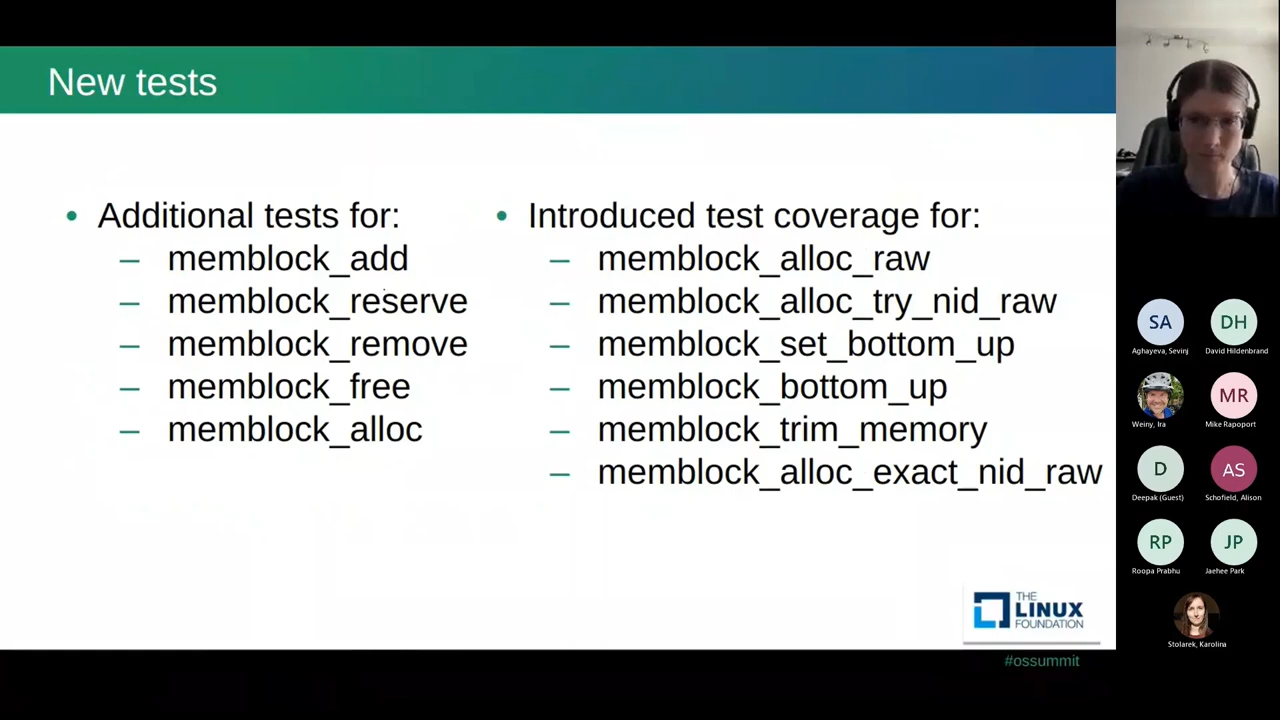 New tests
• Additional tests for:
– memblock_add
– memblock_reserve
– memblock_remove
– memblock_free
– memblock_alloc
• Introduced test coverage for:
– memblock_alloc_raw
– memblock_alloc_try_nid_raw
– memblock_set_bottom_up
– memblock_bottom_up
– memblock_trim_memory
– memblock_alloc_exact_nid_raw
THE
LINUX
FOUNDATION
#ossummit
SA
Aghayeva, Sevinj
DH
David Hildenbrand
Weiny, Ira
MR
Mike Rapoport
D
Deepak (Guest)
AS
Schofield, Alison
RP
Roopa Prabhu
JP
Jaehee Park
Stolarek, Karolina